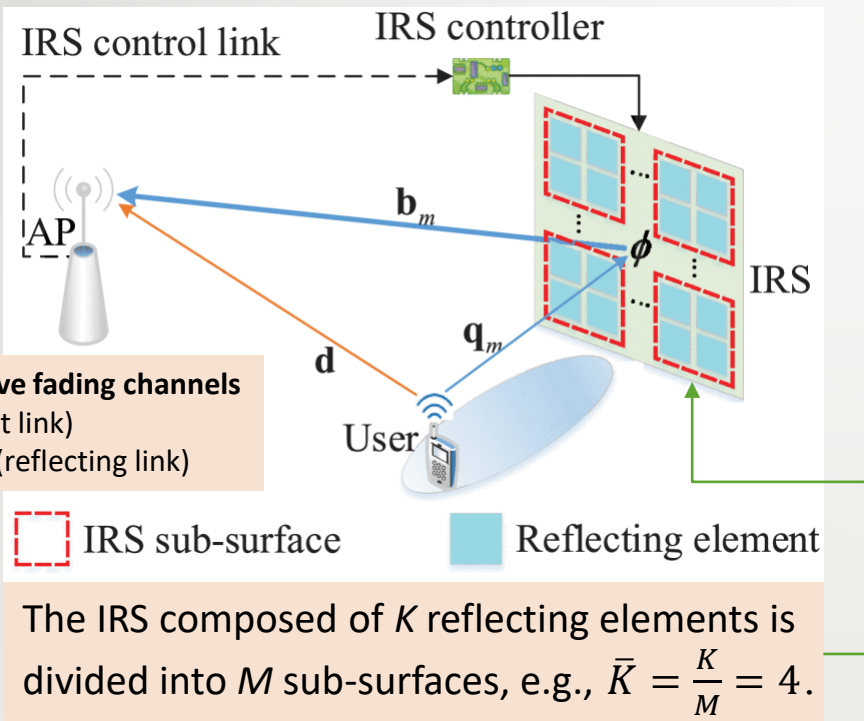 IRS control link
IRS controller
AP
b_m
ϕ
IRS
q_m
d
ve fading channels
t link)
(reflecting link)
User
IRS sub-surface
Reflecting element
The IRS composed of K reflecting elements is
divided into M sub-surfaces, e.g., K̄ = K/M = 4.